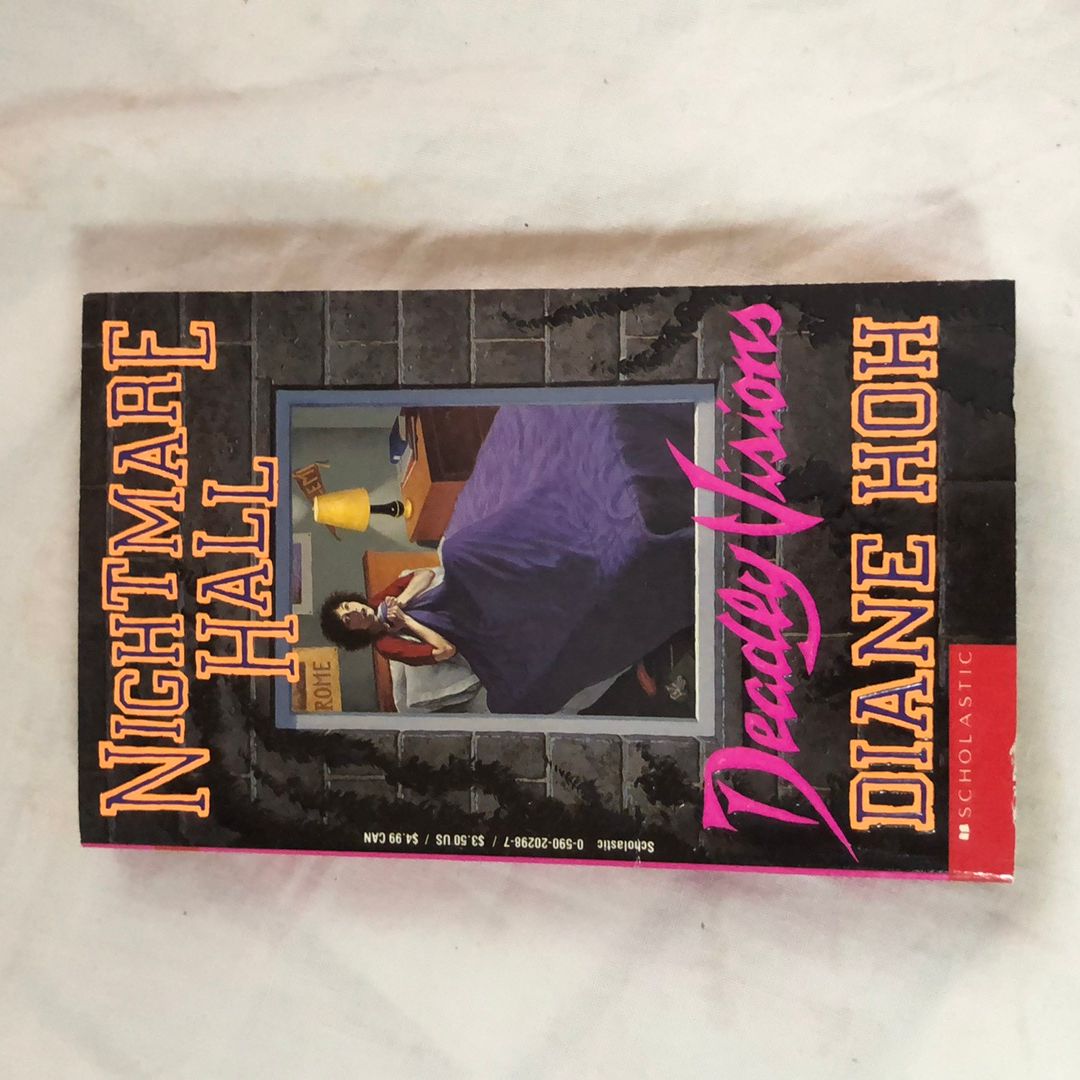 NIGHTMARE
HALL
ROME
Scholastic 0-590-20298-7 / $3.50 US / $4.99 CAN
Deadly Visions
DIANE HOH
SCHOLASTIC